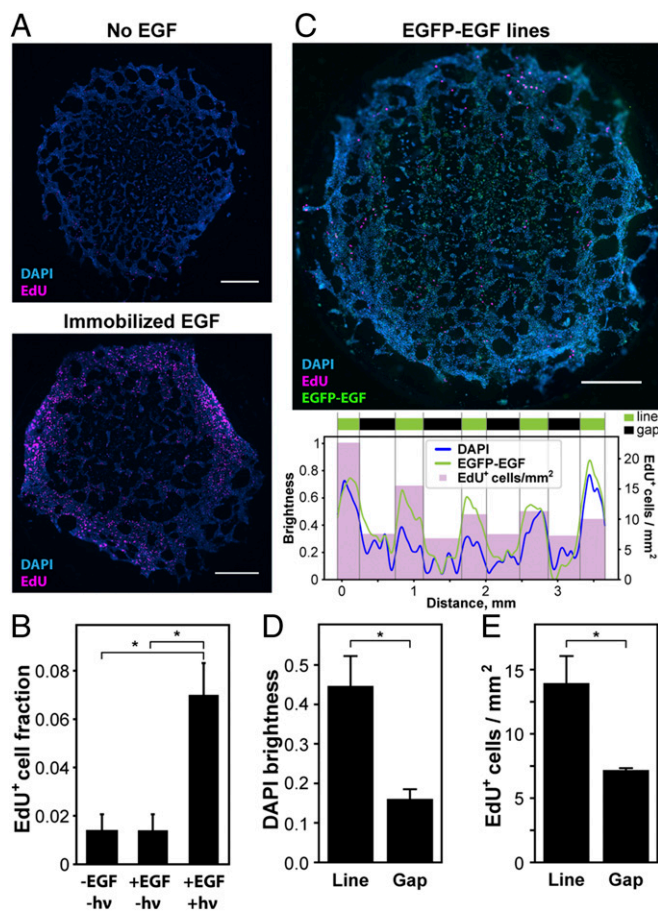 A
No EGF
DAPI
EdU
Immobilized EGF
DAPI
EdU
C
EGFP-EGF lines
DAPI
EdU
EGFP-EGF
line
gap
DAPI
EGFP-EGF
EdU⁺ cells/mm²
Brightness
1
0.8
0.6
0.4
0.2
0
EdU⁺ cells/mm²
20
15
10
5
0
0 1 2 3
Distance, mm
B
EdU⁺ cell fraction
0.08
0.06
0.04
0.02
0
* *
-EGF +EGF +EGF
-hν -hν +hν
D
DAPI brightness
0.5
0.4
0.3
0.2
0.1
0.0
*
Line Gap
E
EdU⁺ cells / mm²
15
10
5
0
*
Line Gap